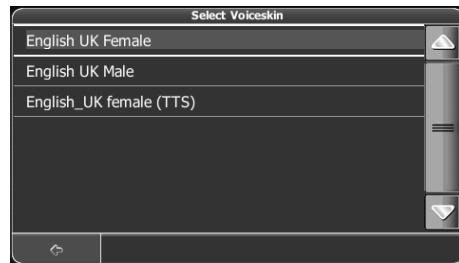 Select Voiceskin
English UK Female
English UK Male
English_UK female (TTS)